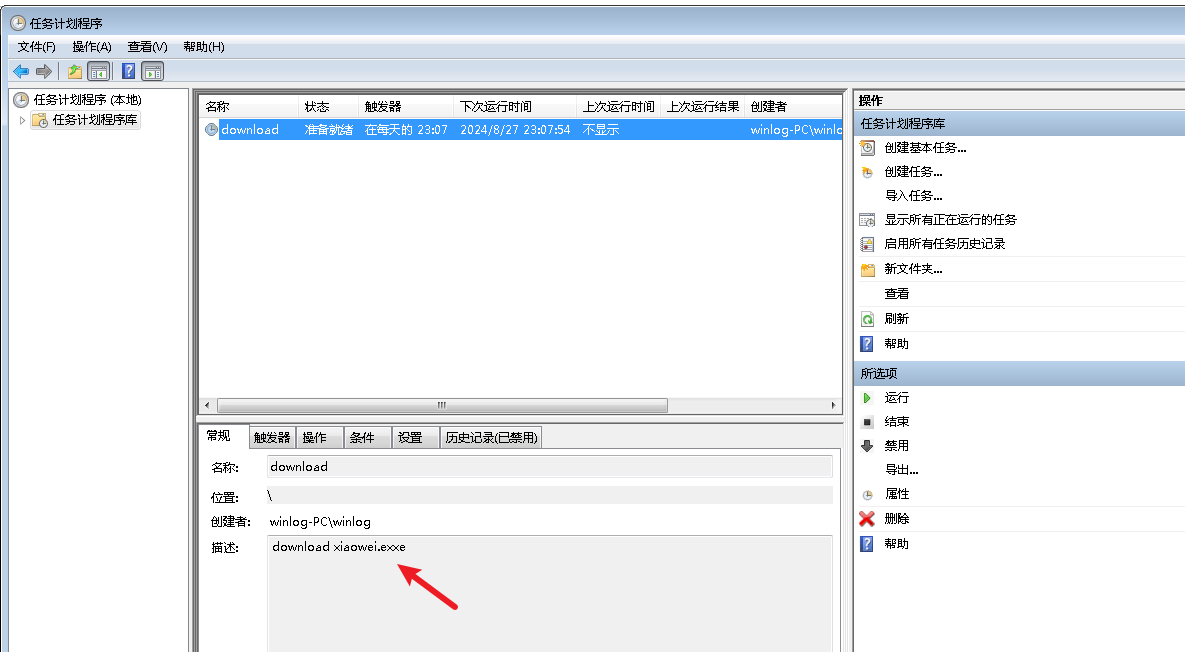 任务计划程序
文件(F) 操作(A) 查看(V) 帮助(H)
任务计划程序 (本地)
任务计划程序库
名称 状态 触发器 下次运行时间 上次运行时间 上次运行结果 创建者
download 准备就绪 在每天的 23:07 2024/8/27 23:07:54 不显示 winlog-PC\winlo
常规 触发器 操作 条件 设置 历史记录(已禁用)
名称: download
位置: \
创建者: winlog-PC\winlog
描述: download xiaowei.exxe
操作
任务计划程序库
创建基本任务...
创建任务...
导入任务...
显示所有正在运行的任务
启用所有任务历史记录
新文件夹...
查看
刷新
帮助
所选项
运行
结束
禁用
导出...
属性
删除
帮助